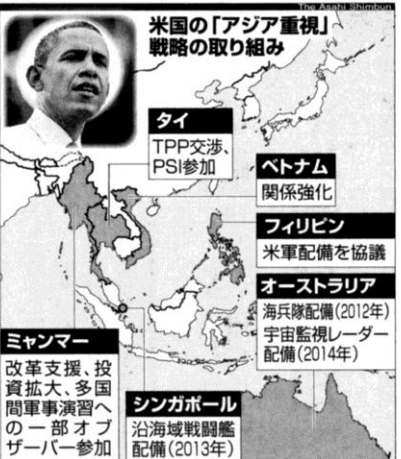 The Asahi Shimbun
米国の「アジア重視」
戦略の取り組み
タイ
TPP交渉、
PSI参加
ベトナム
関係強化
フィリピン
米軍配備を協議
オーストラリア
海兵隊配備(2012年)
宇宙監視レーダー
配備(2014年)
ミャンマー
改革支援、投
資拡大、多国
間軍事演習へ
の一部オブ
ザーバー参加
シンガポール
沿海域戦闘艦
配備(2013年)